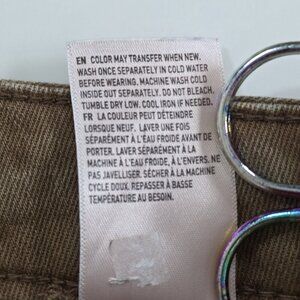 EN COLOR MAY TRANSFER WHEN NEW.
WASH ONCE SEPARATELY IN COLD WATER
BEFORE WEARING. MACHINE WASH COLD
INSIDE OUT SEPARATELY. DO NOT BLEACH.
TUMBLE DRY LOW. COOL IRON IF NEEDED.
FR LA COULEUR PEUT DÉTEINDRE
LORSQUE NEUF. LAVER UNE FOIS
SÉPARÉMENT À L'EAU FROIDE AVANT DE
PORTER. LAVER SÉPARÉMENT À LA
MACHINE À L'EAU FROIDE, À L'ENVERS. NE
PAS JAVELLISER. SÉCHER À LA MACHINE
CYCLE DOUX. REPASSER À BASSE
TEMPÉRATURE AU BESOIN.